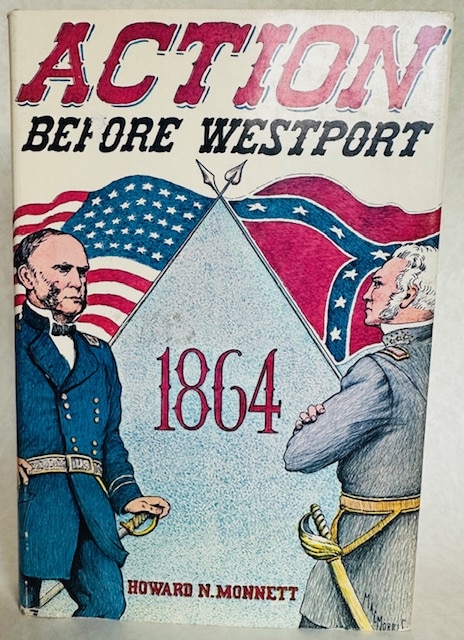 ACTION
BEFORE WESTPORT
1864
HOWARD N. MONNETT